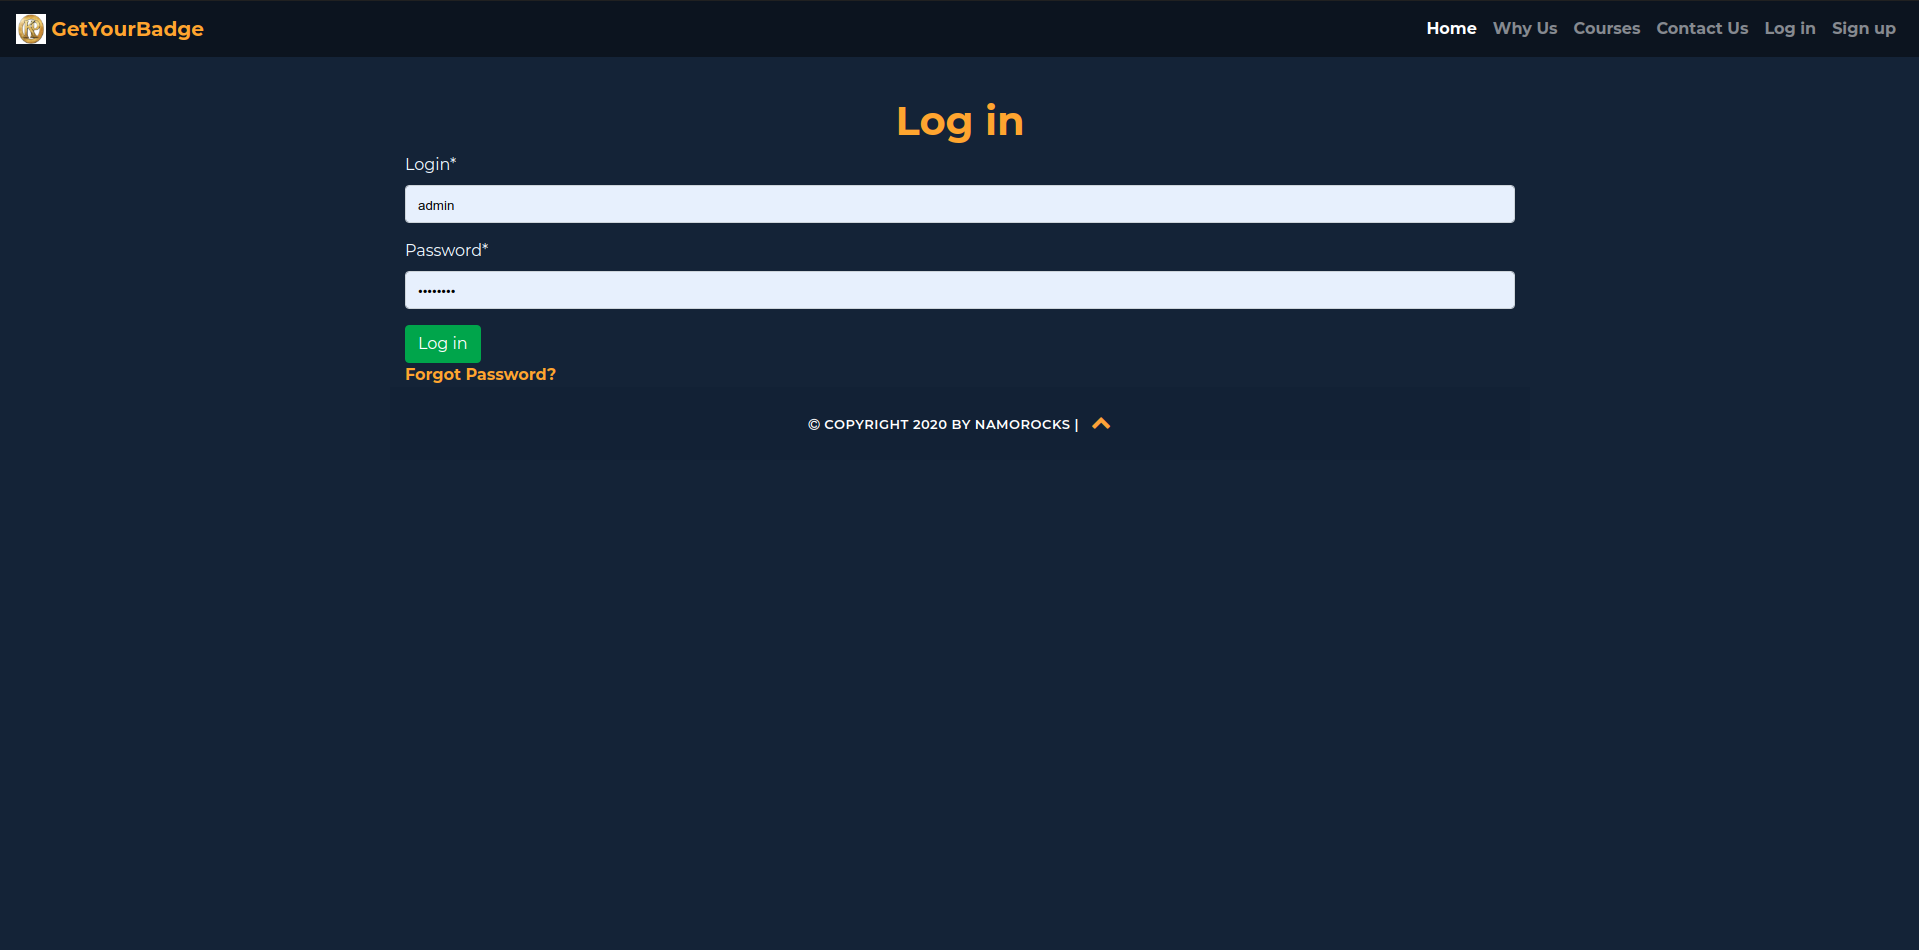 GetYourBadge
Home Why Us Courses Contact Us Log in Sign up
Log in
Login*
admin
Password*
••••••••
Log in
Forgot Password?
© COPYRIGHT 2020 BY NAMOROCKS |